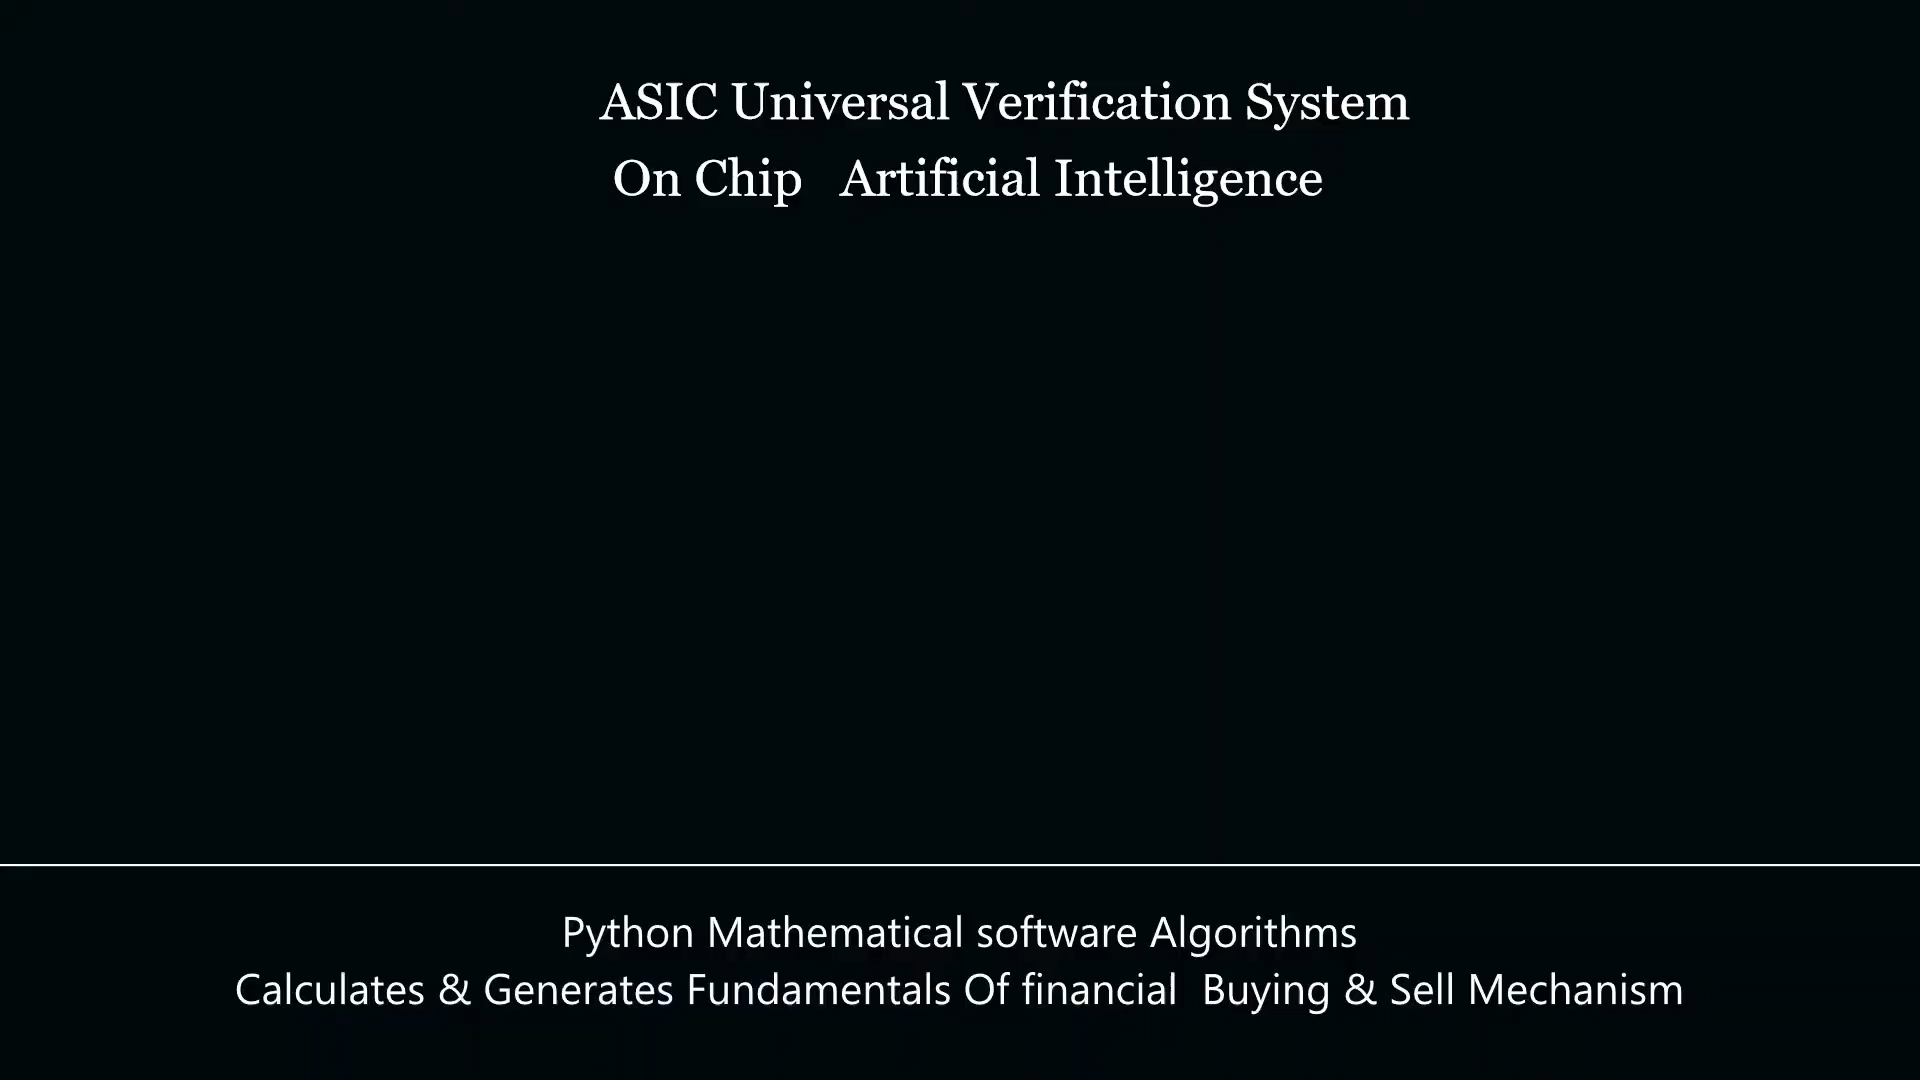 ASIC Universal Verification System
On Chip   Artificial Intelligence
Python Mathematical software Algorithms
Calculates & Generates Fundamentals Of financial  Buying & Sell Mechanism